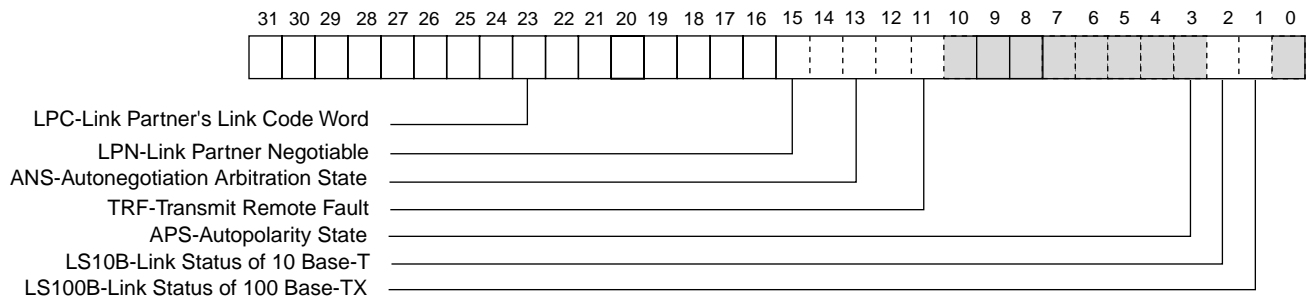 31 30 29 28 27 26 25 24 23 22 21 20 19 18 17 16 15 14 13 12 11 10 9 8 7 6 5 4 3 2 1 0
LPC-Link Partner's Link Code Word
LPN-Link Partner Negotiable
ANS-Autonegotiation Arbitration State
TRF-Transmit Remote Fault
APS-Autopolarity State
LS10B-Link Status of 10 Base-T
LS100B-Link Status of 100 Base-TX